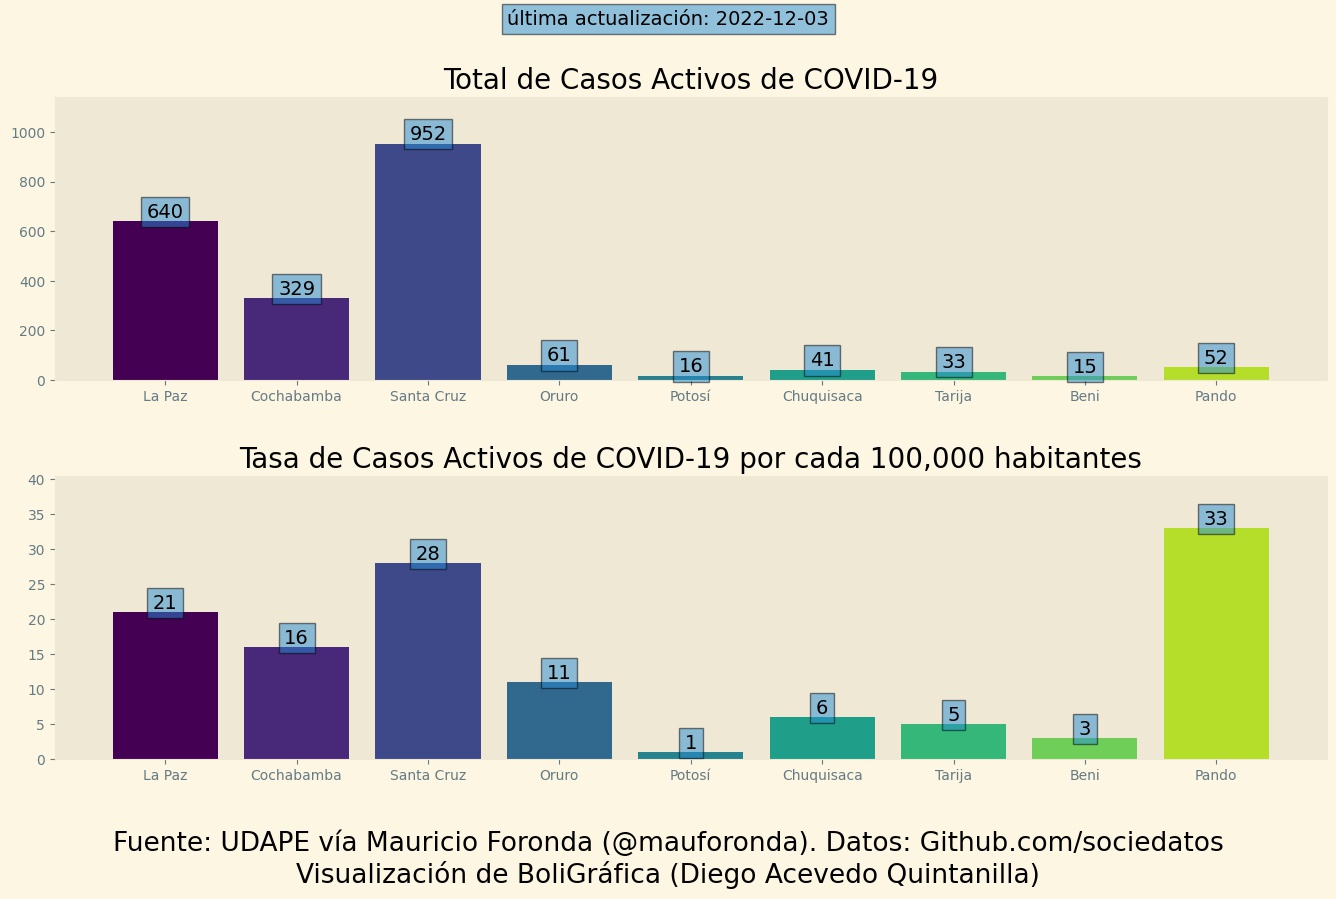 última actualización: 2022-12-03
Total de Casos Activos de COVID-19
1000
800
600
400
200
0
640
329
952
61
16
41
33
15
52
La Paz
Cochabamba
Santa Cruz
Oruro
Potosí
Chuquisaca
Tarija
Beni
Pando
Tasa de Casos Activos de COVID-19 por cada 100,000 habitantes
40
35
30
25
20
15
10
5
0
21
16
28
11
1
6
5
3
33
La Paz
Cochabamba
Santa Cruz
Oruro
Potosí
Chuquisaca
Tarija
Beni
Pando
Fuente: UDAPE vía Mauricio Foronda (@mauforonda). Datos: Github.com/sociedatos
Visualización de BoliGráfica (Diego Acevedo Quintanilla)